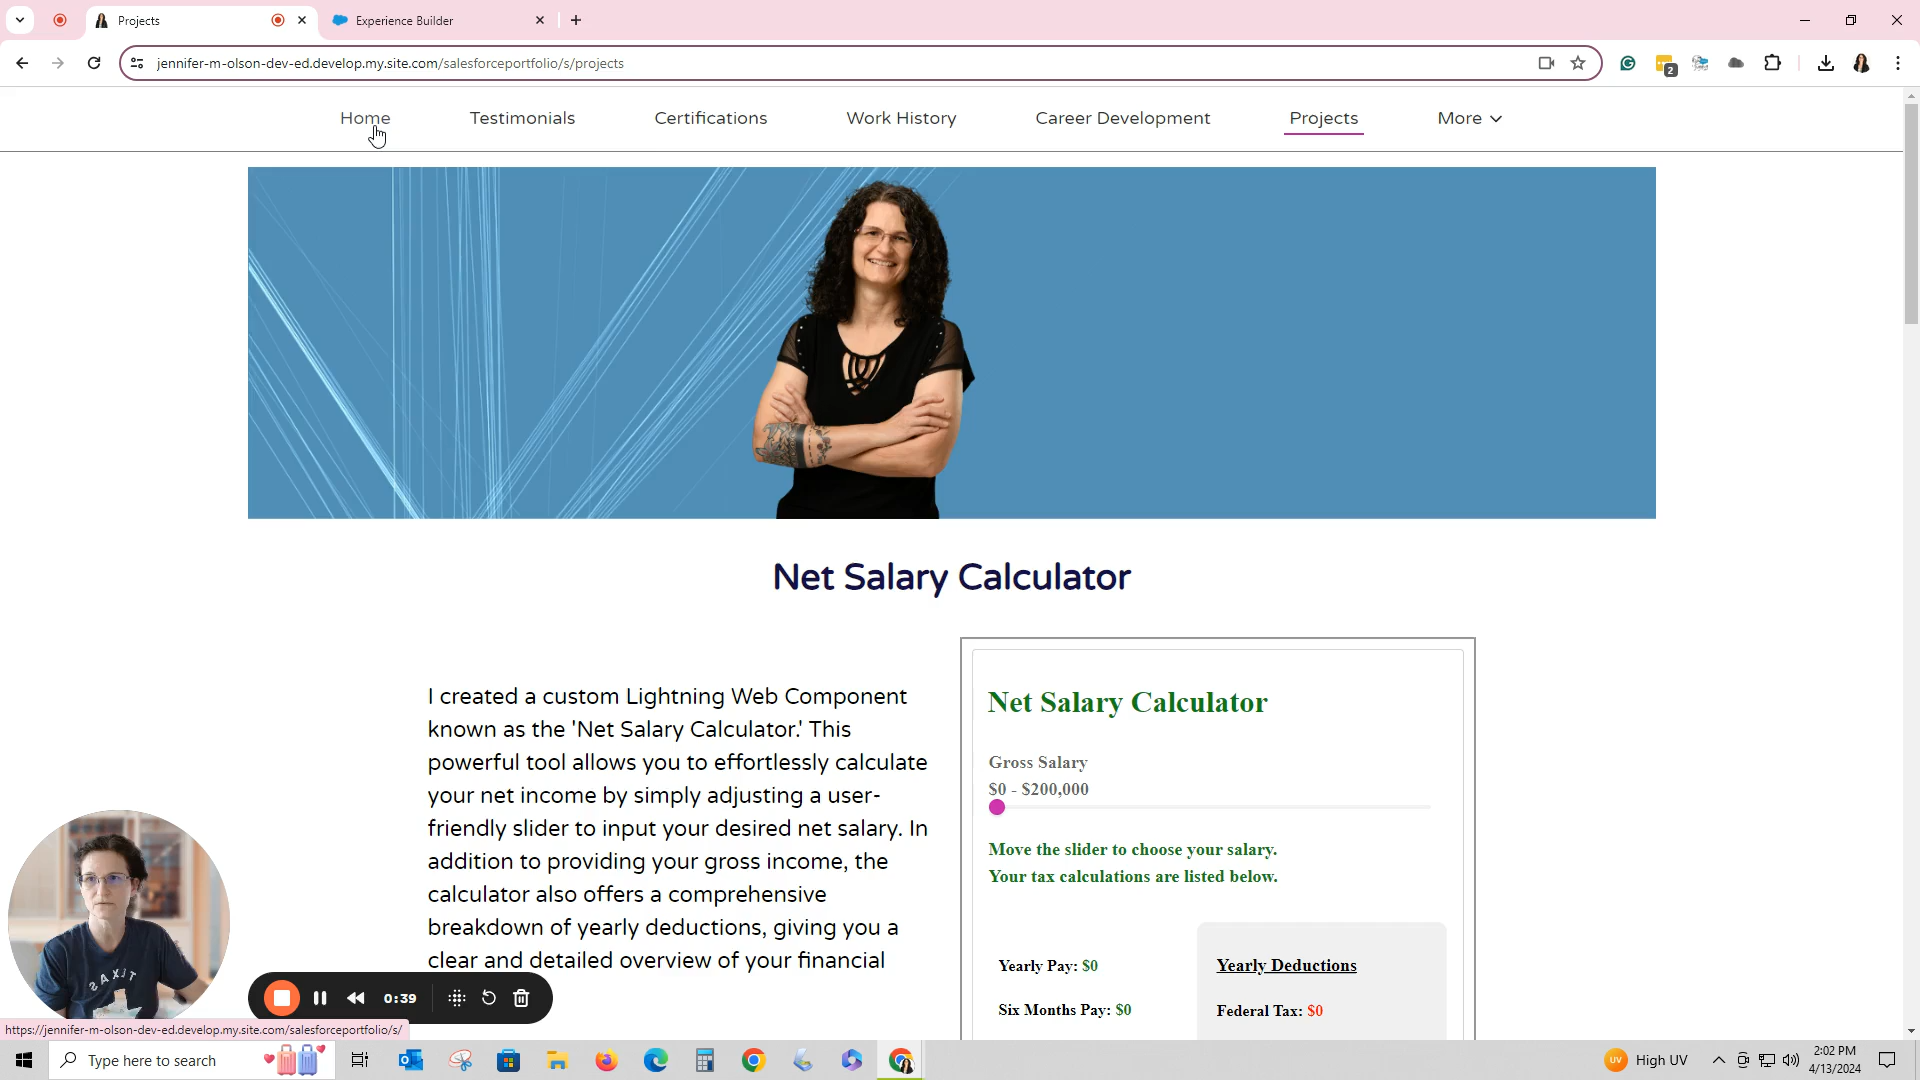 Projects
Experience Builder
jennifer-m-olson-dev-ed.develop.my.site.com/salesforceportfolio/s/projects
2
Home
Testimonials
Certifications
Work History
Career Development
Projects
More
Net Salary Calculator
I created a custom Lightning Web Component
known as the 'Net Salary Calculator.' This
powerful tool allows you to effortlessly calculate
your net income by simply adjusting a user-
friendly slider to input your desired net salary. In
addition to providing your gross income, the
calculator also offers a comprehensive
breakdown of yearly deductions, giving you a
clear and detailed overview of your financial
Net Salary Calculator
Gross Salary
$0 - $200,000
Move the slider to choose your salary.
Your tax calculations are listed below.
Yearly Pay: $0
Six Months Pay: $0
Yearly Deductions
Federal Tax: $0
0:39
https://jennifer-m-olson-dev-ed.develop.my.site.com/salesforceportfolio/s/
Type here to search
UV
High UV
2:02 PM
4/13/2024